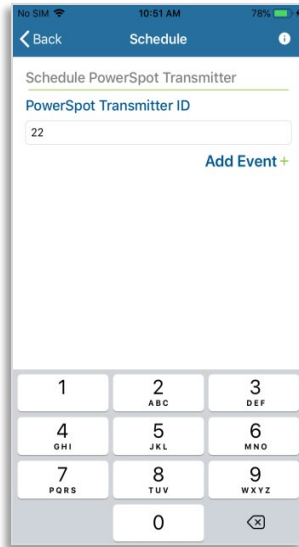 No SIM 10:51 AM 78%
Back Schedule
Schedule PowerSpot Transmitter
PowerSpot Transmitter ID
22
Add Event +
1 2 3
ABC DEF
4 5 6
GHI JKL MNO
7 8 9
PQRS TUV WXYZ
0